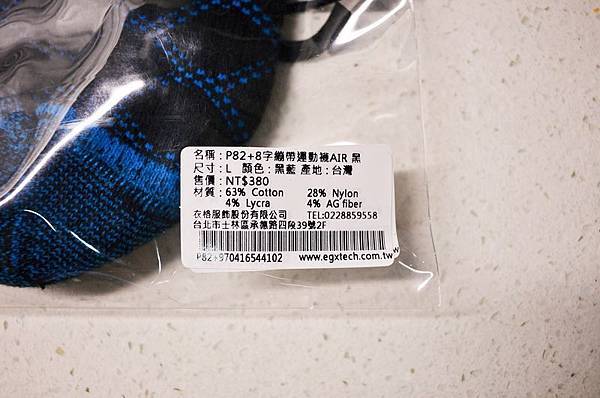 名稱：P82+8字繃帶運動襪AIR 黑
尺寸：L 顏色：黑藍 產地：台灣
售價：NT$380
材質：63% Cotton 28% Nylon
4% Lycra 4% AG fiber
衣格服飾股份有限公司 TEL:0228859558
台北市士林區承德路四段39號2F
P82+970416544102 www.egxtech.com.tw
w